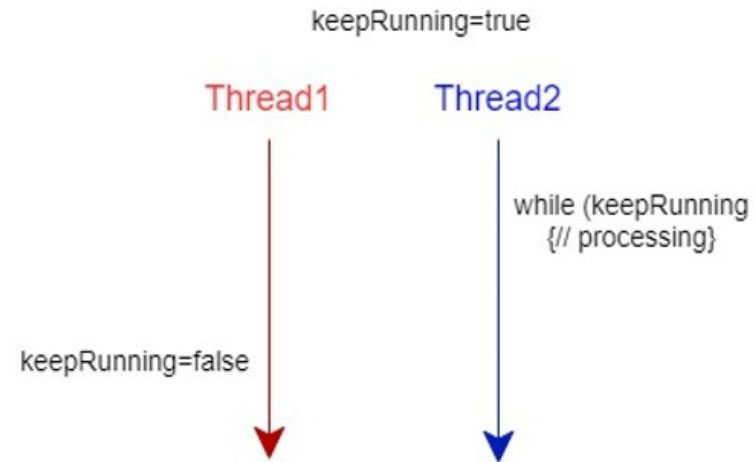 keepRunning=true
Thread1
Thread2
while (keepRunning
{// processing}
keepRunning=false